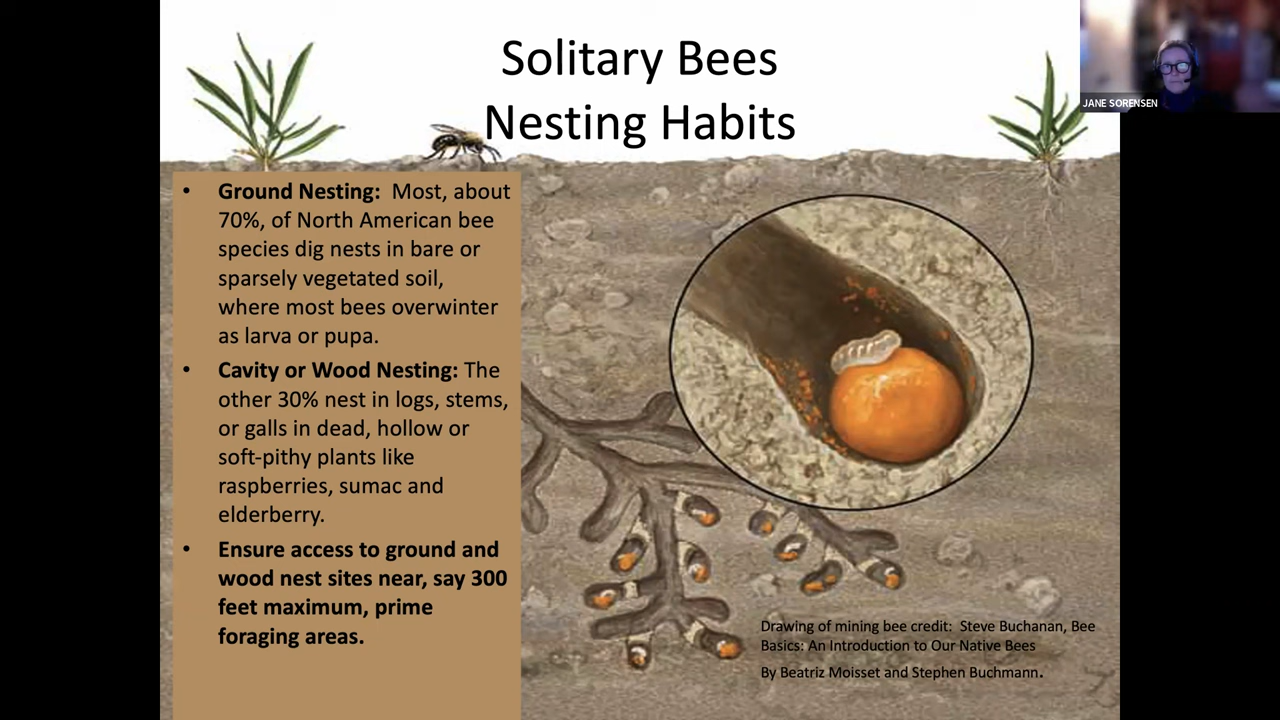 Solitary Bees
Nesting Habits
JANE SORENSEN
• Ground Nesting: Most, about
70%, of North American bee
species dig nests in bare or
sparsely vegetated soil,
where most bees overwinter
as larva or pupa.
• Cavity or Wood Nesting: The
other 30% nest in logs, stems,
or galls in dead, hollow or
soft-pithy plants like
raspberries, sumac and
elderberry.
• Ensure access to ground and
wood nest sites near, say 300
feet maximum, prime
foraging areas.
Drawing of mining bee credit: Steve Buchanan, Bee
Basics: An Introduction to Our Native Bees
By Beatriz Moisset and Stephen Buchmann.